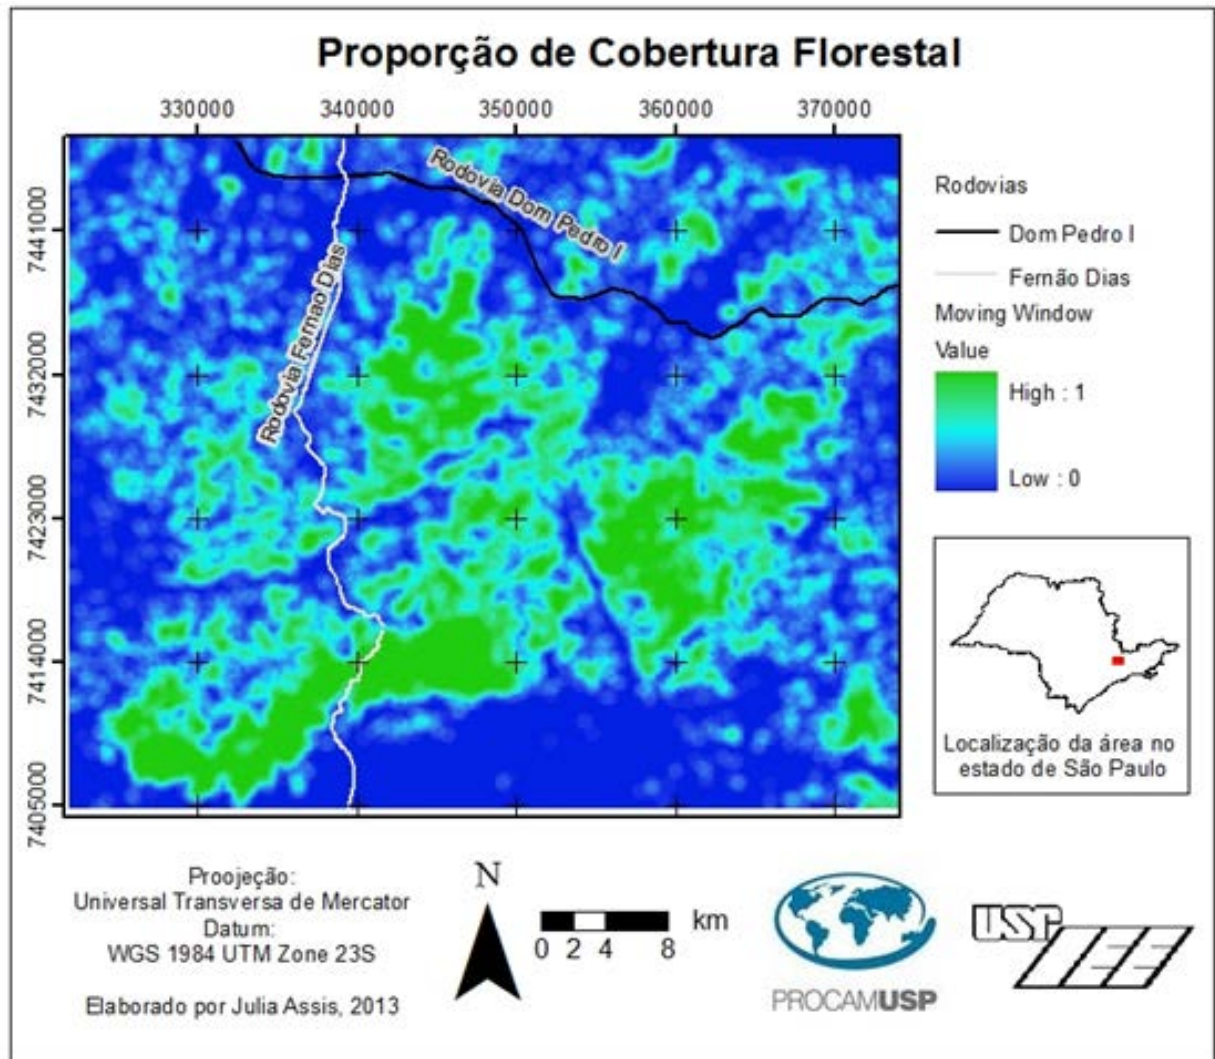 Proporção de Cobertura Florestal
330000 340000 350000 360000 370000
7441000
7432000
7423000
7414000
7405000
Rodovia Dom Pedro I
Rodovia Fernao Dias
Rodovias
Dom Pedro I
Fernão Dias
Moving Window
Value
High : 1
Low : 0
Localização da área no
estado de São Paulo
Proojeção:
Universal Transversa de Mercator
Datum:
WGS 1984 UTM Zone 23S
Elaborado por Julia Assis, 2013
N
0 2 4 8 km
PROCAMUSP
USP
IEE